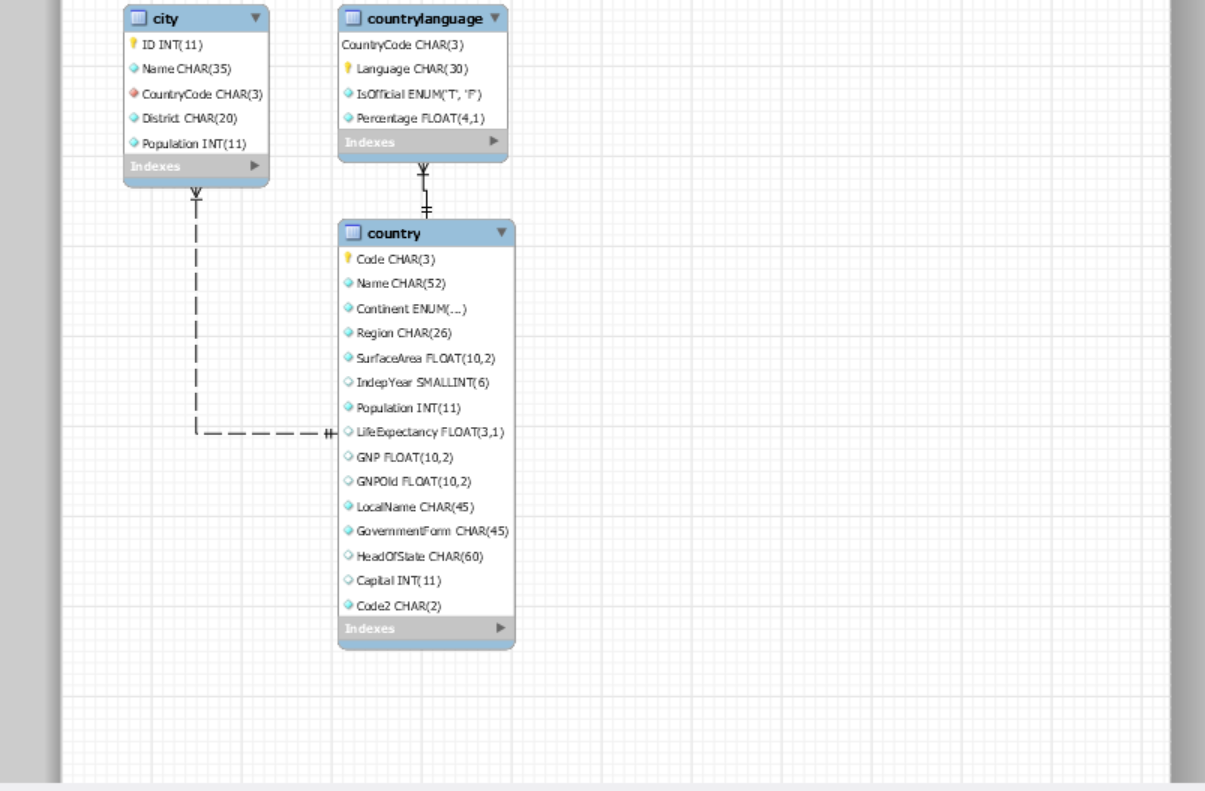 city
ID INT(11)
Name CHAR(35)
CountryCode CHAR(3)
District CHAR(20)
Population INT(11)
Indexes
countrylanguage
CountryCode CHAR(3)
Language CHAR(30)
IsOfficial ENUM('T', 'F')
Percentage FLOAT(4,1)
Indexes
country
Code CHAR(3)
Name CHAR(52)
Continent ENUM(...)
Region CHAR(26)
SurfaceArea FLOAT(10,2)
IndepYear SMALLINT(6)
Population INT(11)
LifeExpectancy FLOAT(3,1)
GNP FLOAT(10,2)
GNPOld FLOAT(10,2)
LocalName CHAR(45)
GovernmentForm CHAR(45)
HeadOfState CHAR(60)
Capital INT(11)
Code2 CHAR(2)
Indexes